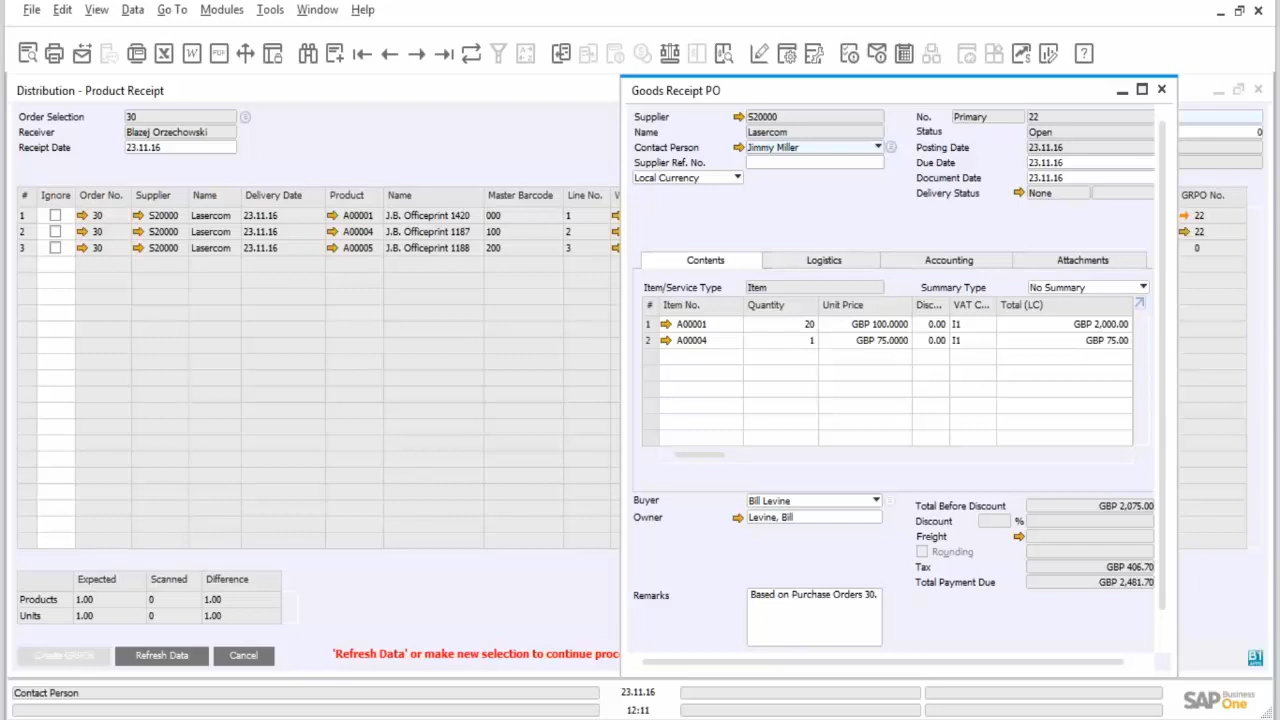 File Edit View Data Go To Modules Tools Window Help
Distribution - Product Receipt
Order Selection 30
Receiver Blazej Orzechowski
Receipt Date 23.11.16
# Ignore Order No. Supplier Name Delivery Date Product Name Master Barcode Line No. GRPO No.
1 30 S20000 Lasercom 23.11.16 A00001 J.B. Officeprint 1420 000 1 22
2 30 S20000 Lasercom 23.11.16 A00004 J.B. Officeprint 1187 100 2 22
3 30 S20000 Lasercom 23.11.16 A00005 J.B. Officeprint 1188 200 3 0
0
Expected Scanned Difference
Products 1.00 0 1.00
Units 1.00 0 1.00
Refresh Data Cancel
'Refresh Data' or make new selection to continue proc
Goods Receipt PO
Supplier S20000
Name Lasercom
Contact Person Jimmy Miller
Supplier Ref. No.
Local Currency
No. Primary 22
Status Open
Posting Date 23.11.16
Due Date 23.11.16
Document Date 23.11.16
Delivery Status None
Contents Logistics Accounting Attachments
Item/Service Type Item Summary Type No Summary
# Item No. Quantity Unit Price Disc... VAT C... Total (LC)
1 A00001 20 GBP 100.0000 0.00 I1 GBP 2,000.00
2 A00004 1 GBP 75.0000 0.00 I1 GBP 75.00
Buyer Bill Levine
Owner Levine, Bill
Total Before Discount GBP 2,075.00
Discount %
Freight
Rounding
Tax GBP 406.70
Total Payment Due GBP 2,481.70
Remarks Based on Purchase Orders 30.
BT
APPS
Contact Person 23.11.16
12:11
SAP Business One